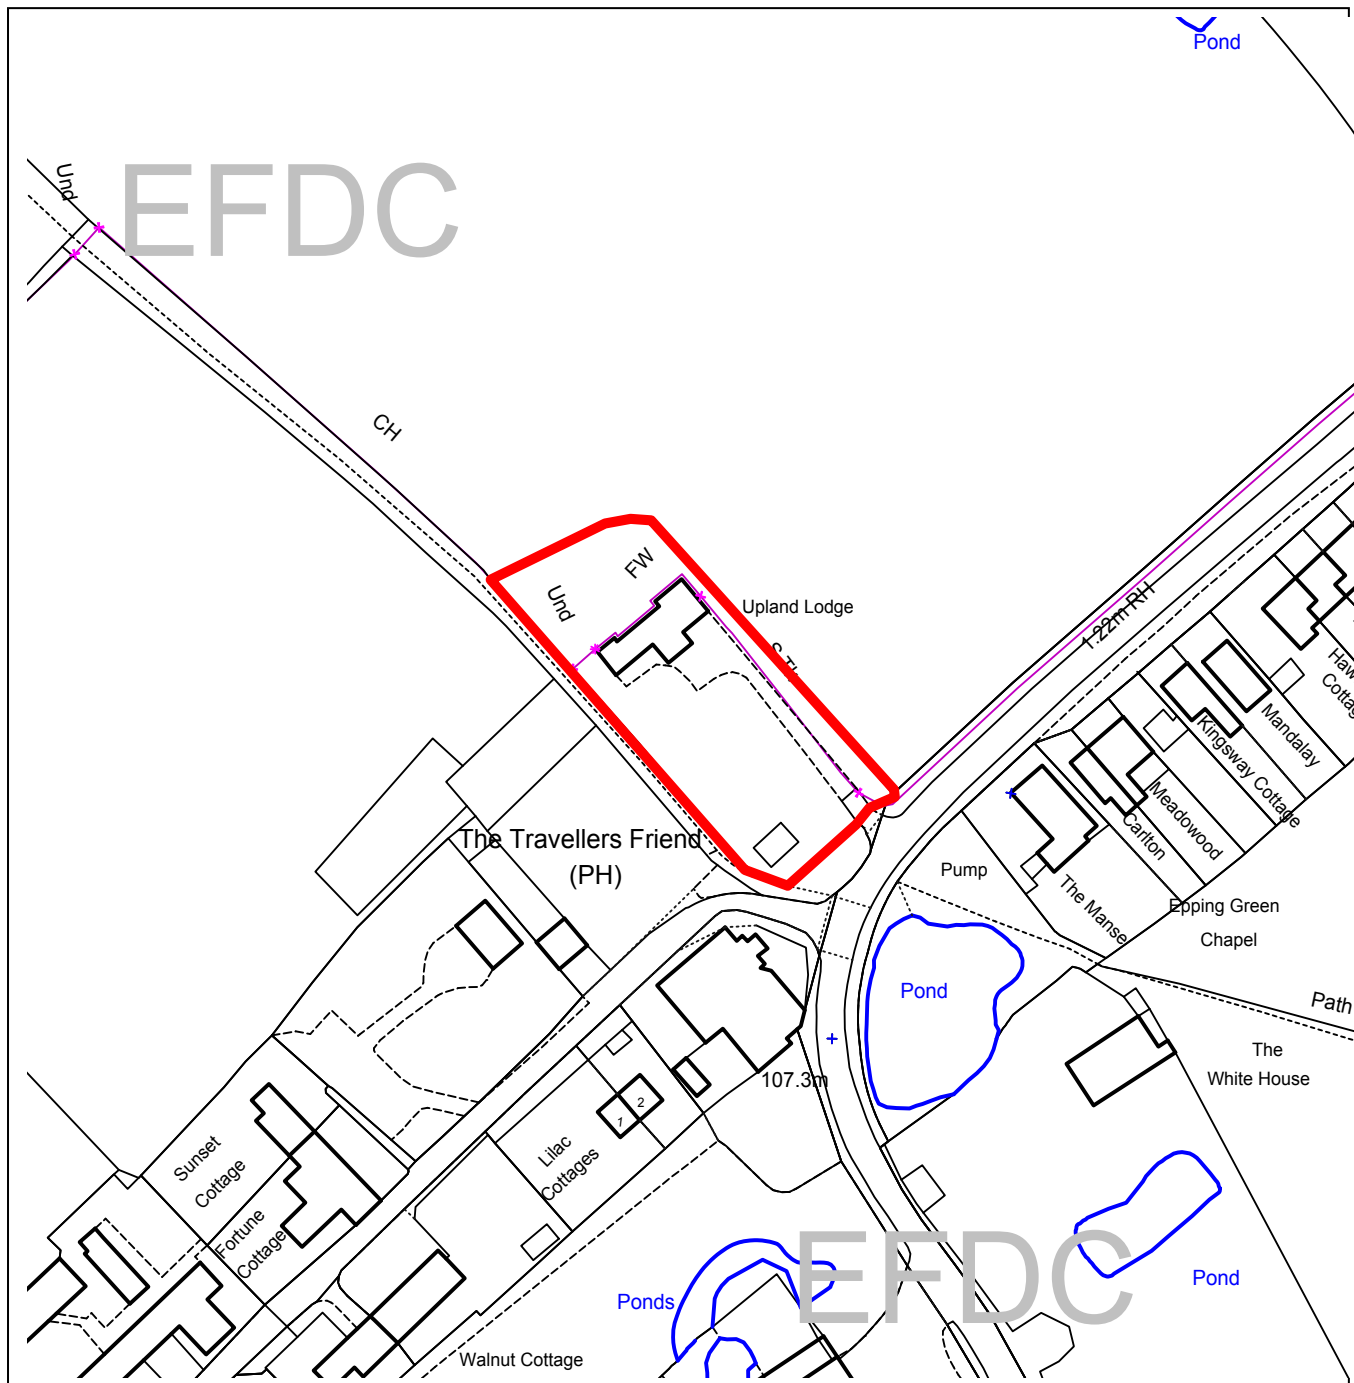 Pond
Und
EFDC
CH
FW
Und
Upland Lodge
1.22m RH
Mandalay
Kingsway Cottage
Meadowood
Carlton
The Manse
The Travellers Friend
(PH)
Pump
Epping Green
Chapel
Pond
Path
The
White House
107.3m
2
1
Lilac
Cottages
Sunset
Cottage
Fortune
Cottage
EFDC
Pond
Ponds
Walnut Cottage